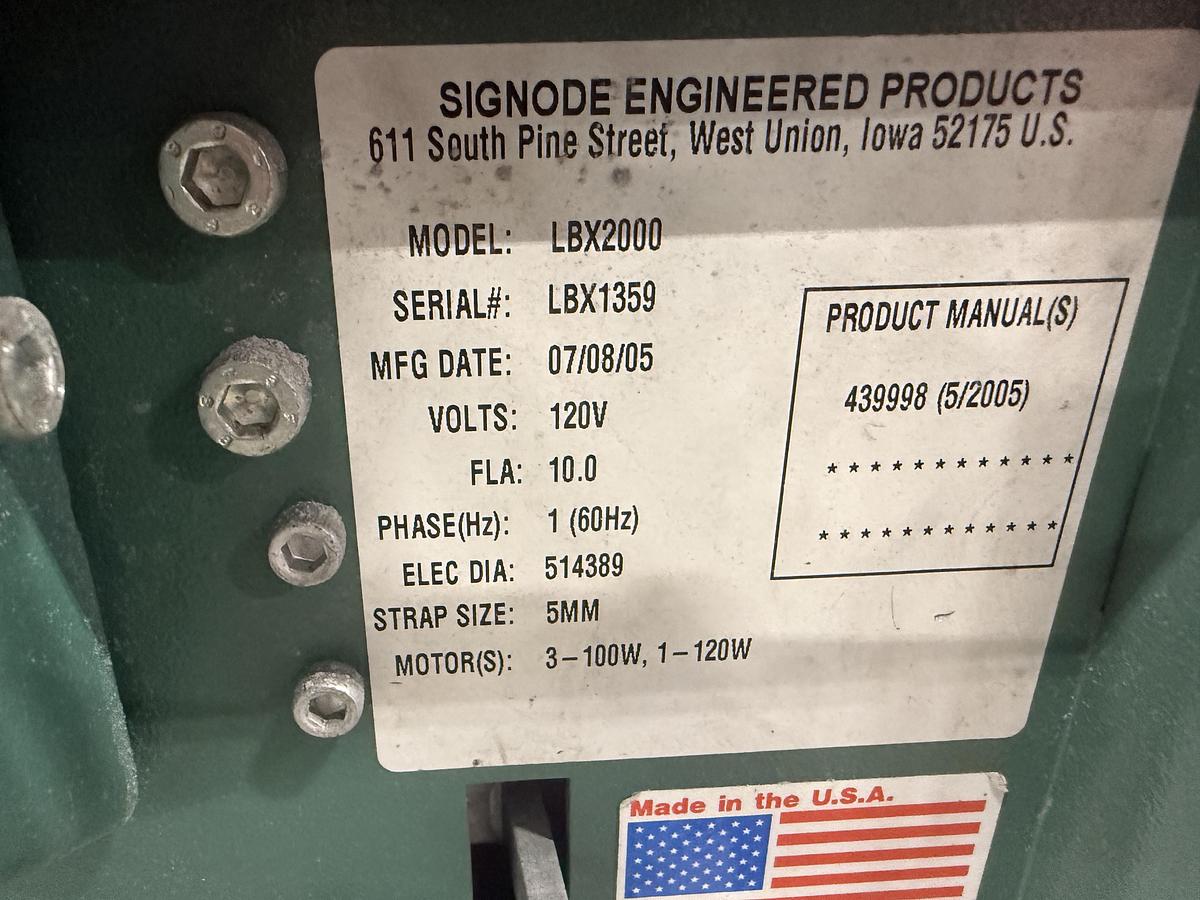 SIGNODE ENGINEERED PRODUCTS
611 South Pine Street, West Union, Iowa 52175 U.S.
MODEL: LBX2000
SERIAL#: LBX1359
MFG DATE: 07/08/05
VOLTS: 120V
FLA: 10.0
PHASE(Hz): 1 (60Hz)
ELEC DIA: 514389
STRAP SIZE: 5MM
MOTOR(S): 3-100W, 1-120W
PRODUCT MANUAL(S)
439998 (5/2005)
************
************
Made in the U.S.A.